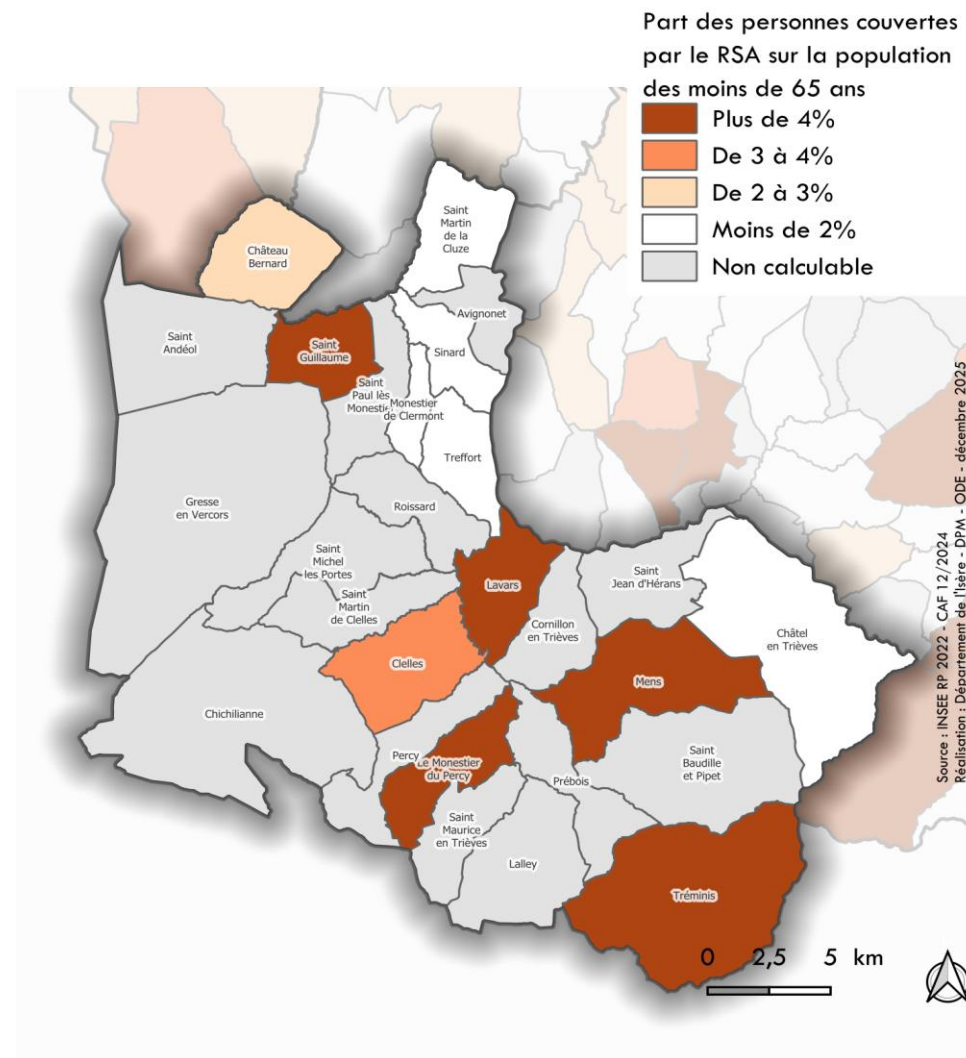 Part des personnes couvertes
par le RSA sur la population
des moins de 65 ans
Plus de 4%
De 3 à 4%
De 2 à 3%
Moins de 2%
Non calculable
Saint
Martin
de la
Cluze
Château
Bernard
Avignonet
Saint
Andéol
Saint
Guillaume
Sinard
Saint
Paul lès
Monestie
Monestier
de Clermont
Treffort
Gresse
en Vercors
Roissard
Saint
Michel
les Portes
Lavars
Saint
Jean d'Hérans
Saint
Martin
de Clelles
Cornillon
en Trièves
Châtel
en Trièves
Clelles
Mens
Chichilianne
Percy
Le Monestier
du Percy
Saint
Baudille
et Pipet
Prébois
Saint
Maurice
en Trièves
Lalley
Tréminis
0 2,5 5 km
Source : INSEE RP 2022 - CAF 12/2024
Réalisation : Département de l'Isère - DPM - ODE - décembre 2025